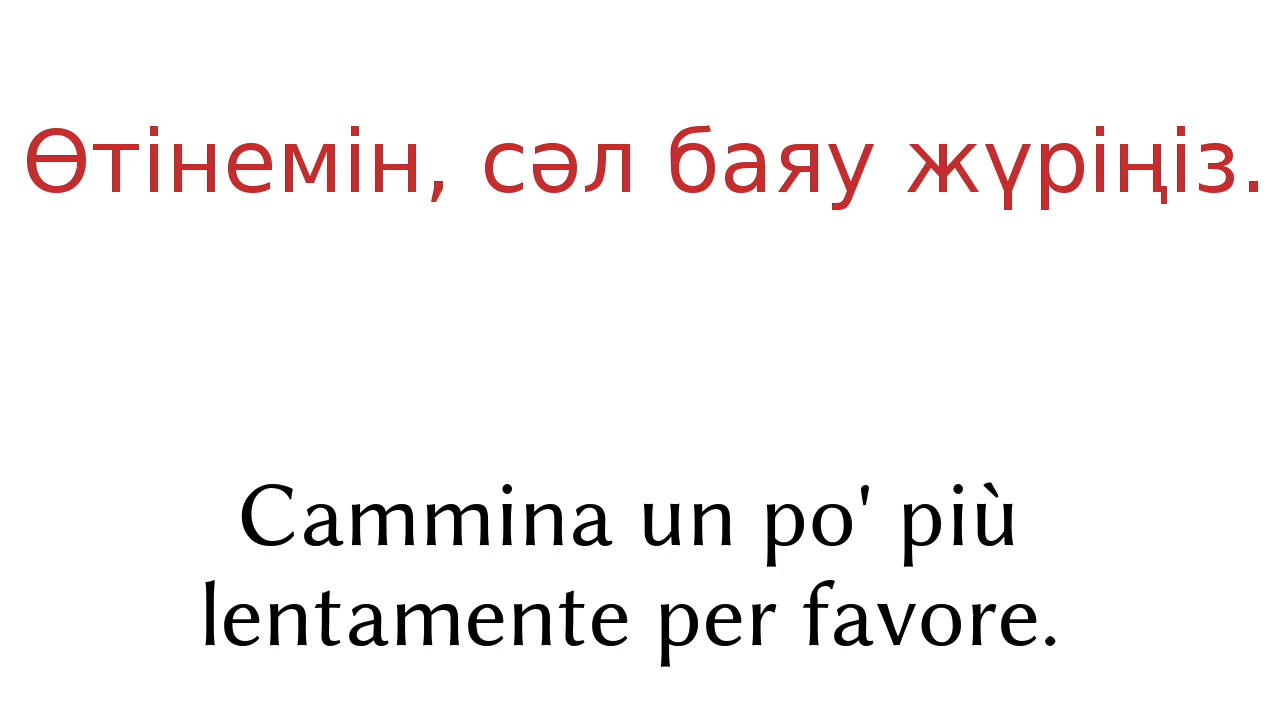 Өтінемін, сәл баяу жүріңіз.
Cammina un po' più
lentamente per favore.